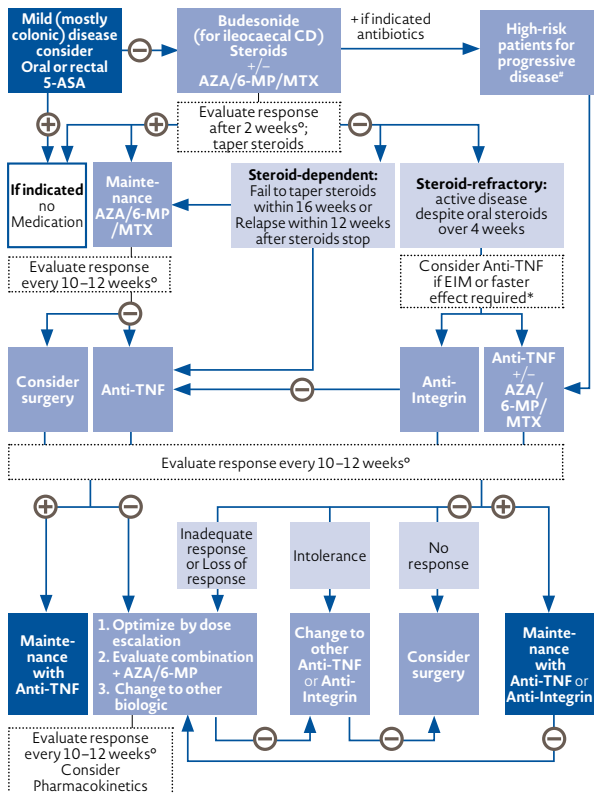 Mild (mostly
colonic) disease
consider
Oral or rectal
5-ASA
Budesonide
(for ileocaecal CD)
Steroids
+/−
AZA/6-MP/MTX
+if indicated
antibiotics
High-risk
patients for
progressive
disease#
Evaluate response
after 2 weeks°;
taper steroids
If indicated
no
Medication
Mainte-
nance
AZA/6-MP
/MTX
Steroid-dependent:
Fail to taper steroids
within 16 weeks or
Relapse within 12 weeks
after steroids stop
Steroid-refractory:
active disease
despite oral steroids
over 4 weeks
Evaluate response
every 10–12 weeks°
Consider Anti-TNF
if EIM or faster
effect required*
Consider
surgery
Anti-TNF
Anti-
Integrin
Anti-TNF
+/−
AZA/
6-MP/
MTX
Evaluate response every 10–12 weeks°
Inadequate
response
or Loss of
response
Intolerance
No
response
Mainte-
nance
with
Anti-TNF
1. Optimize by dose
escalation
2. Evaluate combination
+ AZA/6-MP
3. Change to other
biologic
Change to
other
Anti-TNF
or Anti-
Integrin
Consider
surgery
Mainte-
nance with
Anti-TNF or
Anti-Integrin
Evaluate response
every 10–12 weeks°
Consider
Pharmacokinetics